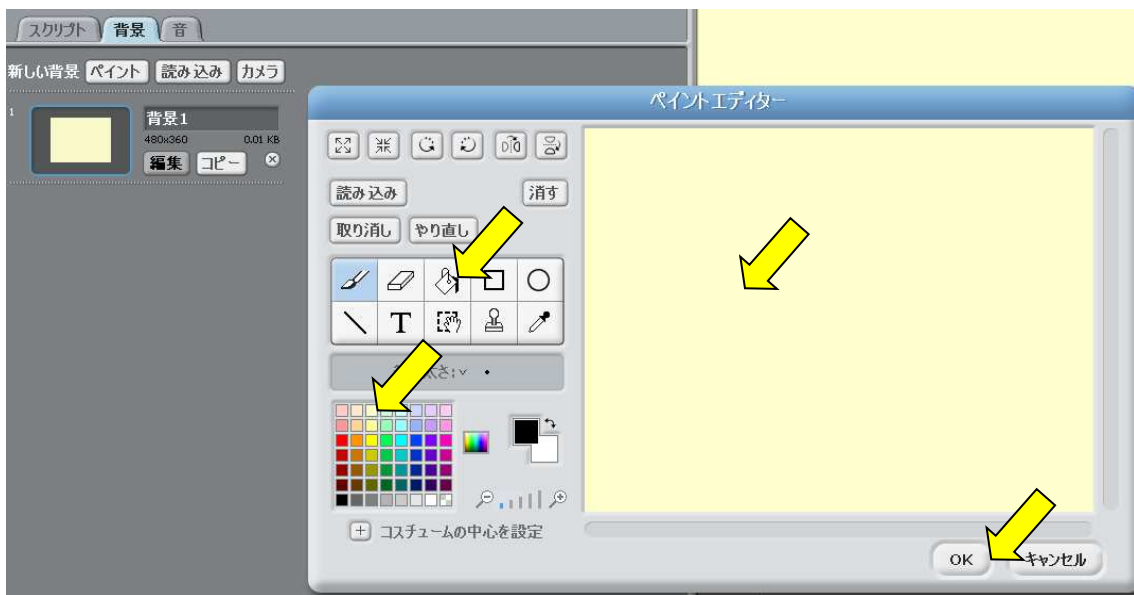 スクリプト 背景 音
新しい背景 ペイント 読み込み カメラ
1
背景1
480x360 0.01 KB
編集 コピー
ペイントエディター
読み込み 消す
取り消し やり直し
T
太さ:
コスチュームの中心を設定
OK キャンセル